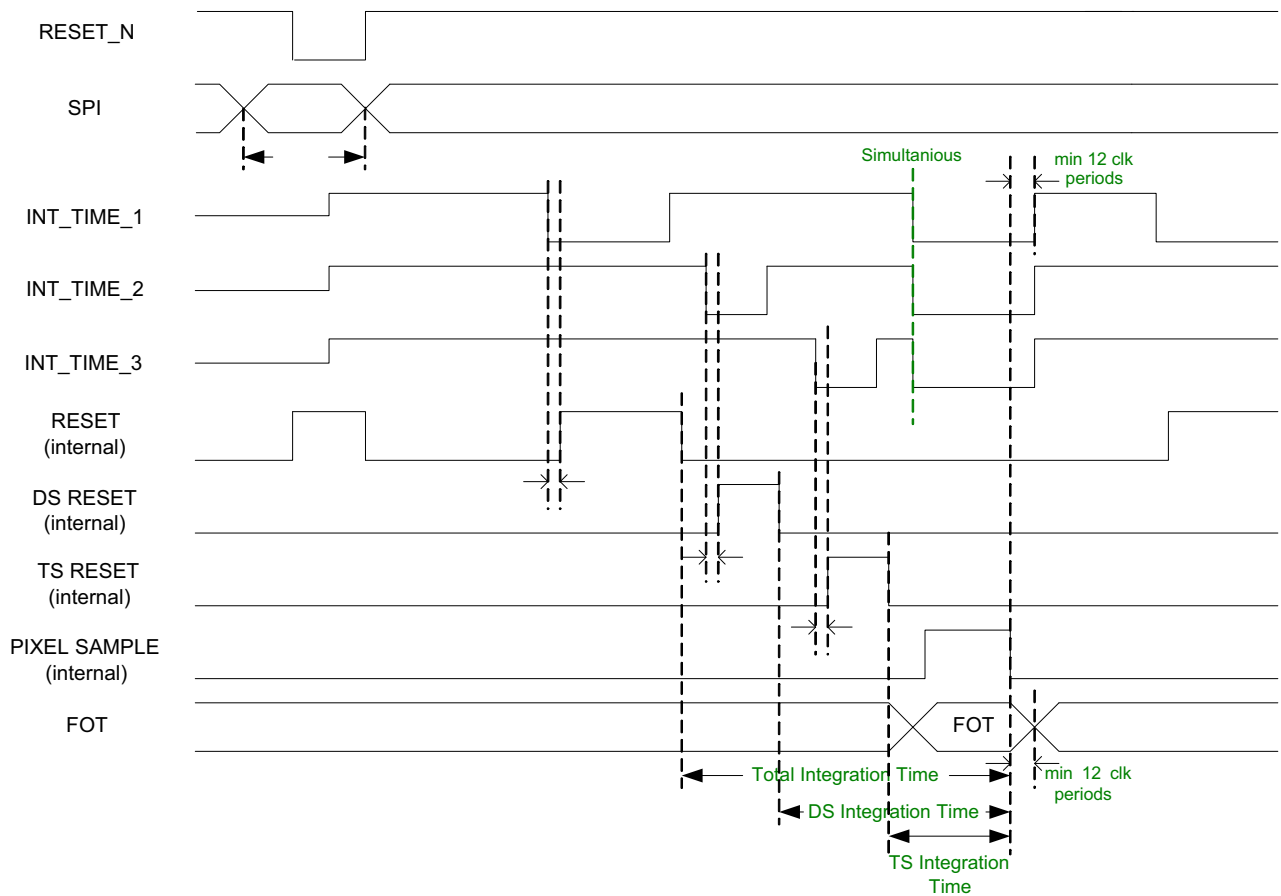 RESET_N
SPI
Simultanious
min 12 clk
periods
INT_TIME_1
INT_TIME_2
INT_TIME_3
RESET
(internal)
DS RESET
(internal)
TS RESET
(internal)
PIXEL SAMPLE
(internal)
FOT
FOT
Total Integration Time
min 12 clk
periods
DS Integration Time
TS Integration
Time